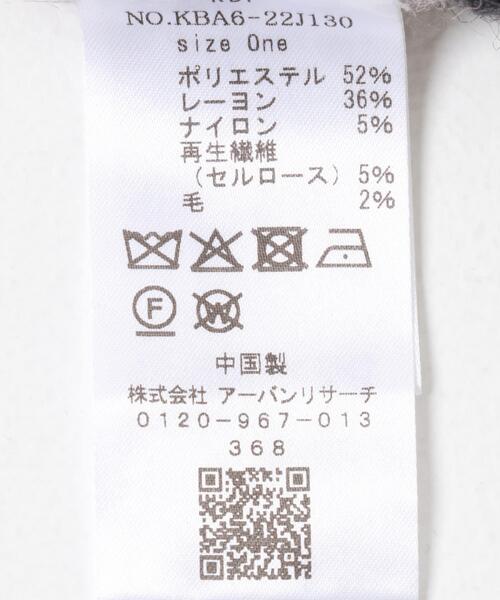 NO.KBA6-22J130
size One
ポリエステル 52%
レーヨン 36%
ナイロン 5%
再生繊維
(セルロース) 5%
毛 2%
F
W
中国製
株式会社 アーバンリサーチ
0120-967-013
368